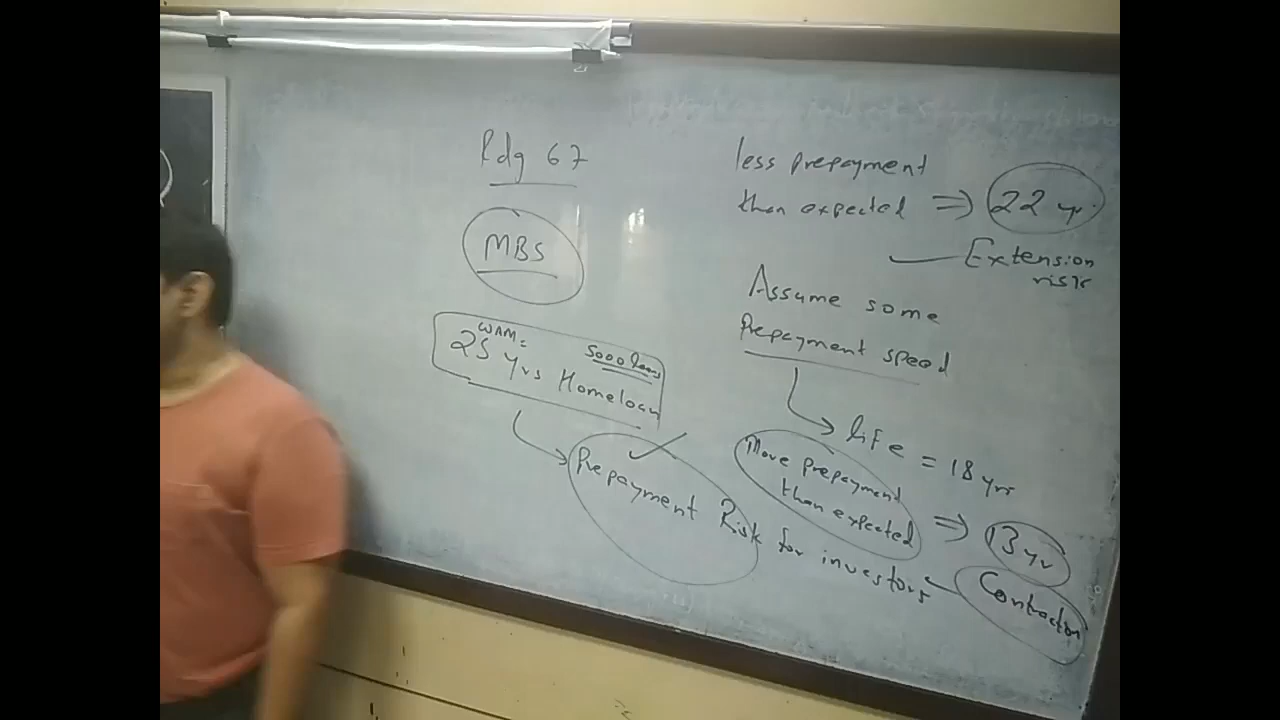 Rdg 67
MBS
WAM:
25 yrs Homeloan
5000 loans
Prepayment Risk for investors
less prepayment
than expected ⇒ 22 yr.
Extension
risk
Assume some
Prepayment speed
life = 18 yrs
More prepayment
than expected ⇒ 13 yr
Contraction